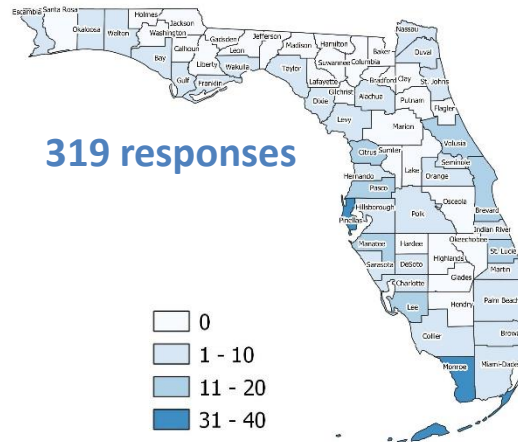 Holmes
Escambia Santa Rosa
Jackson
Okaloosa Walton Washington
Gadsden Jefferson
Nassau
Calhoun
Leon Madison Hamilton
Baker
Duval
Bay
Liberty
Wakulla
Suwannee Columbia
Taylor
Clay
St. Johns
Gulf Franklin
Lafayette Bradford
Gilchrist
Dixie Alachua
Putnam
Flagler
Levy
Marion
319 responses
Volusia
Citrus Sumter
Lake
Seminole
Hernando
Orange
Pasco
Hillsborough
Osceola
Brevard
Pinellas
Polk
Indian River
Manatee Hardee
Okeechobee
Highlands
St. Lucie
Sarasota DeSoto
Martin
Charlotte
Glades
0
Lee
Hendry
Palm Beach
1 - 10
Collier
Browa
11 - 20
Monroe
Miami-Dade
31 - 40